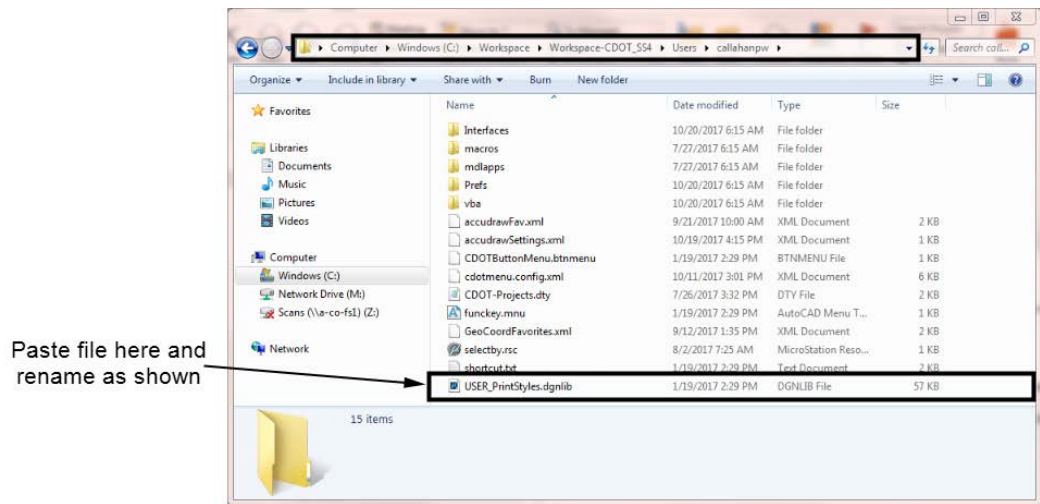 Computer ▸ Windows (C:) ▸ Workspace ▸ Workspace-CDOT_SS4 ▸ Users ▸ callahanpw ▸
Search coll...
Organize Include in library Share with Burn New folder
Name Date modified Type Size
Favorites
Libraries
Documents
Music
Pictures
Videos
Computer
Windows (C:)
Network Drive (M:)
Scans (\\a-co-fs1) (Z:)
Network
Interfaces 10/20/2017 6:15 AM File folder
macros 7/27/2017 6:15 AM File folder
mdlapps 7/27/2017 6:15 AM File folder
Prefs 10/20/2017 6:15 AM File folder
vba 10/20/2017 6:15 AM File folder
accudrawFav.xml 9/21/2017 10:00 AM XML Document 2 KB
accudrawSettings.xml 10/19/2017 4:15 PM XML Document 1 KB
CDOTButtonMenu.btnmenu 1/19/2017 2:29 PM BTNMENU File 1 KB
cdotmenu.config.xml 10/11/2017 3:01 PM XML Document 6 KB
CDOT-Projects.dty 7/26/2017 3:32 PM DTY File 2 KB
funckey.mnu 1/19/2017 2:29 PM AutoCAD Menu T... 1 KB
GeoCoordFavorites.xml 9/12/2017 1:35 PM XML Document 2 KB
selectby.rsc 8/2/2017 7:25 AM MicroStation Reso... 1 KB
shortcut.txt 1/19/2017 2:29 PM Text Document 2 KB
USER_PrintStyles.dgnlib 1/19/2017 2:29 PM DGNLIB File 57 KB
Paste file here and
rename as shown
15 items